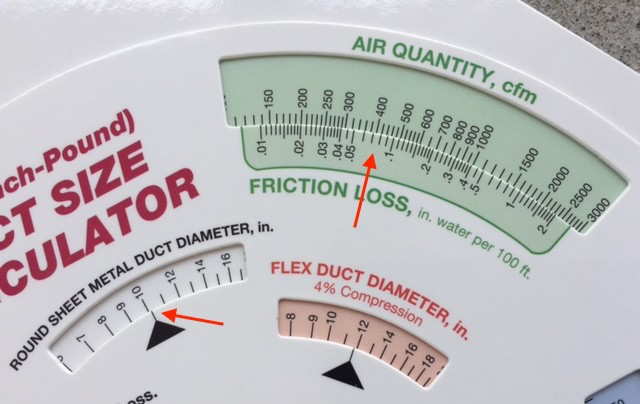 AIR QUANTITY, cfm
150 200 250 300 400 500 600 700 800 900 1000 1500 2000 2500 3000
.01 .02 .03 .04 .05 .1 .2 .3 .4 .5 1 2
FRICTION LOSS, in. water per 100 ft.
nch-Pound)
CT SIZE
CULATOR
ROUND SHEET METAL DUCT DIAMETER, in.
7 8 9 10 12 14 16
FLEX DUCT DIAMETER, in.
4% Compression
8 9 10 12 14 16 18
oss.